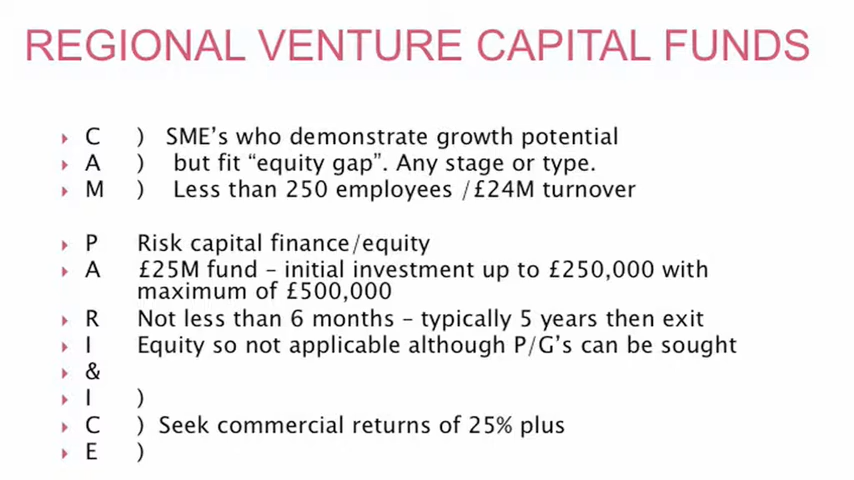 REGIONAL VENTURE CAPITAL FUNDS
C ) SME's who demonstrate growth potential
A ) but fit “equity gap”. Any stage or type.
M ) Less than 250 employees /£24M turnover
P Risk capital finance/equity
A £25M fund – initial investment up to £250,000 with
maximum of £500,000
R Not less than 6 months – typically 5 years then exit
I Equity so not applicable although P/G's can be sought
&
I )
C ) Seek commercial returns of 25% plus
E )